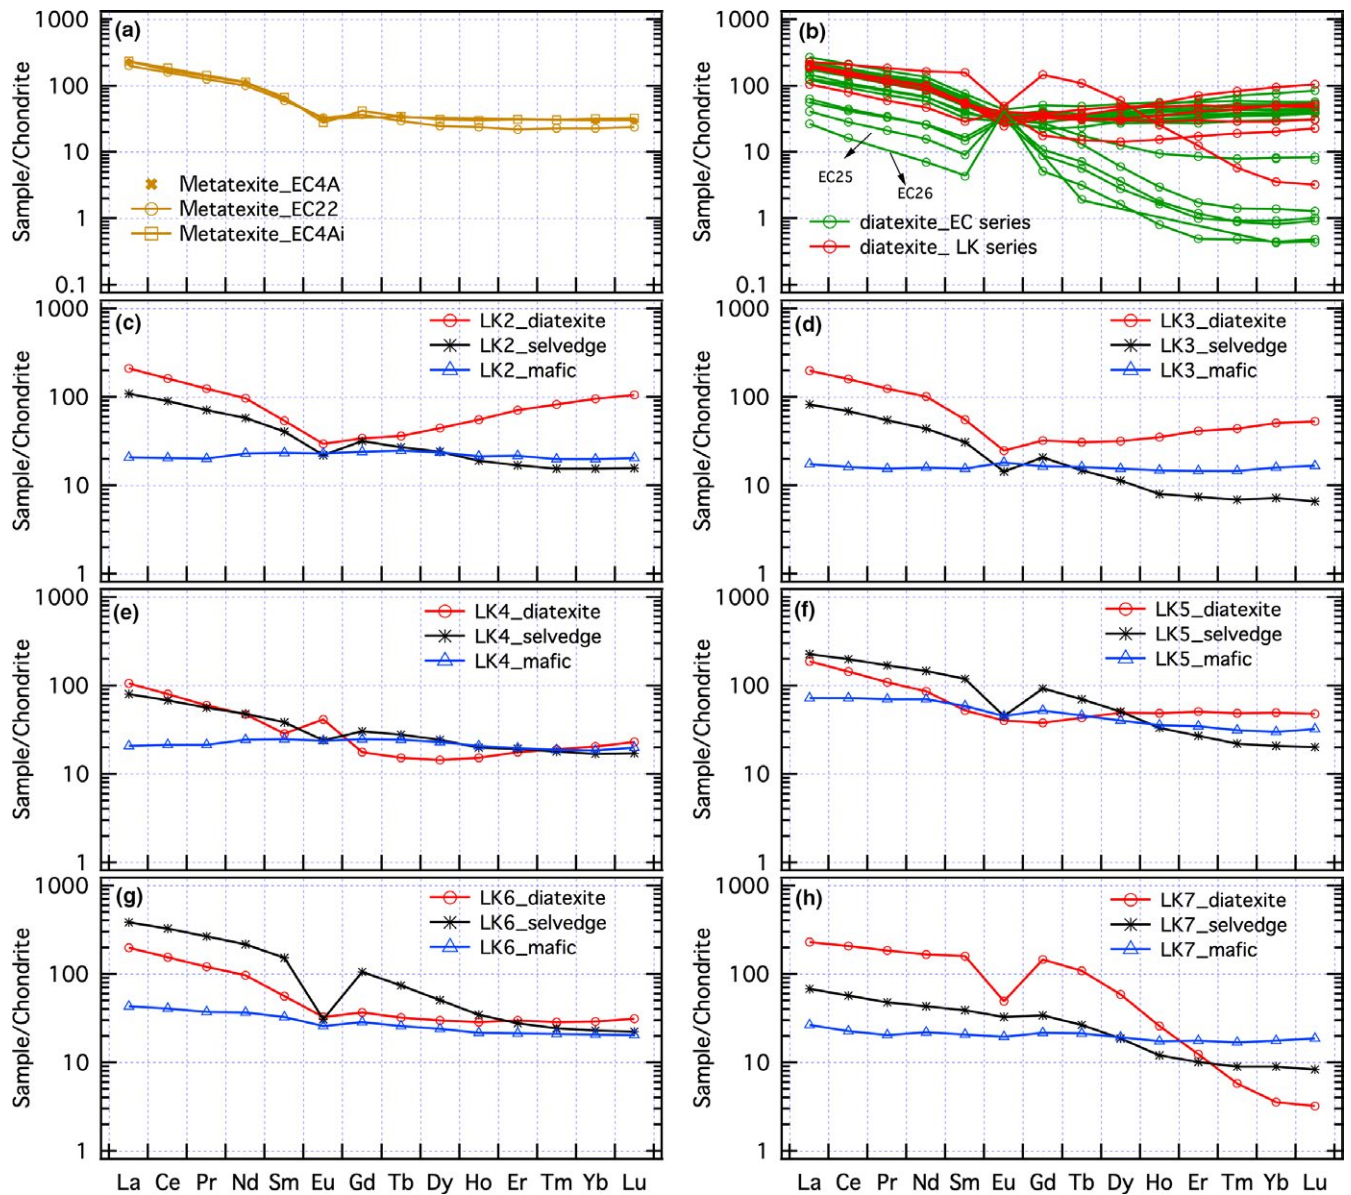 (a)
1000
100
10
1
0.1
Sample/Chondrite
Metatexite_EC4A
Metatexite_EC22
Metatexite_EC4Ai
(b)
1000
100
10
1
0.1
Sample/Chondrite
EC25
EC26
diatexite_EC series
diatexite_ LK series
(c)
1000
100
10
1
Sample/Chondrite
LK2_diatexite
LK2_selvedge
LK2_mafic
(d)
1000
100
10
1
Sample/Chondrite
LK3_diatexite
LK3_selvedge
LK3_mafic
(e)
1000
100
10
1
Sample/Chondrite
LK4_diatexite
LK4_selvedge
LK4_mafic
(f)
1000
100
10
1
Sample/Chondrite
LK5_diatexite
LK5_selvedge
LK5_mafic
(g)
1000
100
10
1
Sample/Chondrite
LK6_diatexite
LK6_selvedge
LK6_mafic
La Ce Pr Nd Sm Eu Gd Tb Dy Ho Er Tm Yb Lu
(h)
1000
100
10
1
Sample/Chondrite
LK7_diatexite
LK7_selvedge
LK7_mafic
La Ce Pr Nd Sm Eu Gd Tb Dy Ho Er Tm Yb Lu